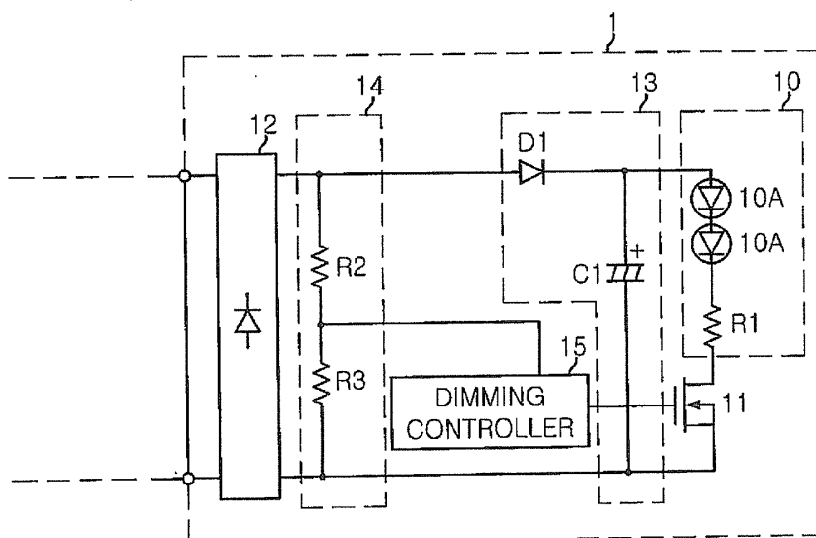 1
14
13
10
12
D1
10A
10A
R2
C1
+
R1
15
R3
DIMMING
CONTROLLER
11